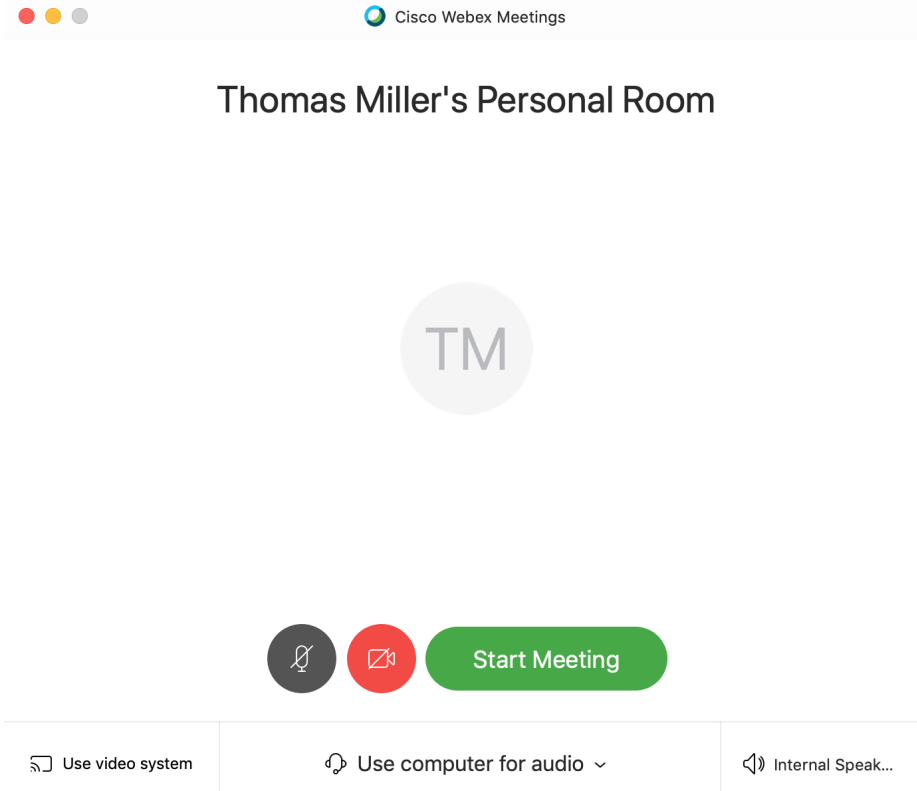 Cisco Webex Meetings
Thomas Miller's Personal Room
TM
Start Meeting
Use video system
Use computer for audio
Internal Speak...